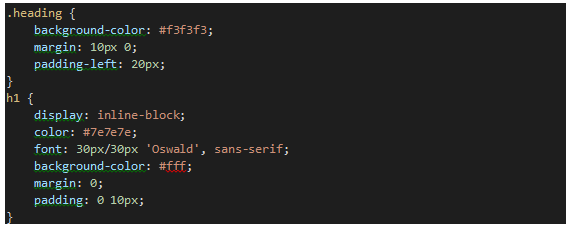 .heading {
    background-color: #f3f3f3;
    margin: 10px 0;
    padding-left: 20px;
}
h1 {
    display: inline-block;
    color: #7e7e7e;
    font: 30px/30px 'Oswald', sans-serif;
    background-color: #fff;
    margin: 0;
    padding: 0 10px;
}